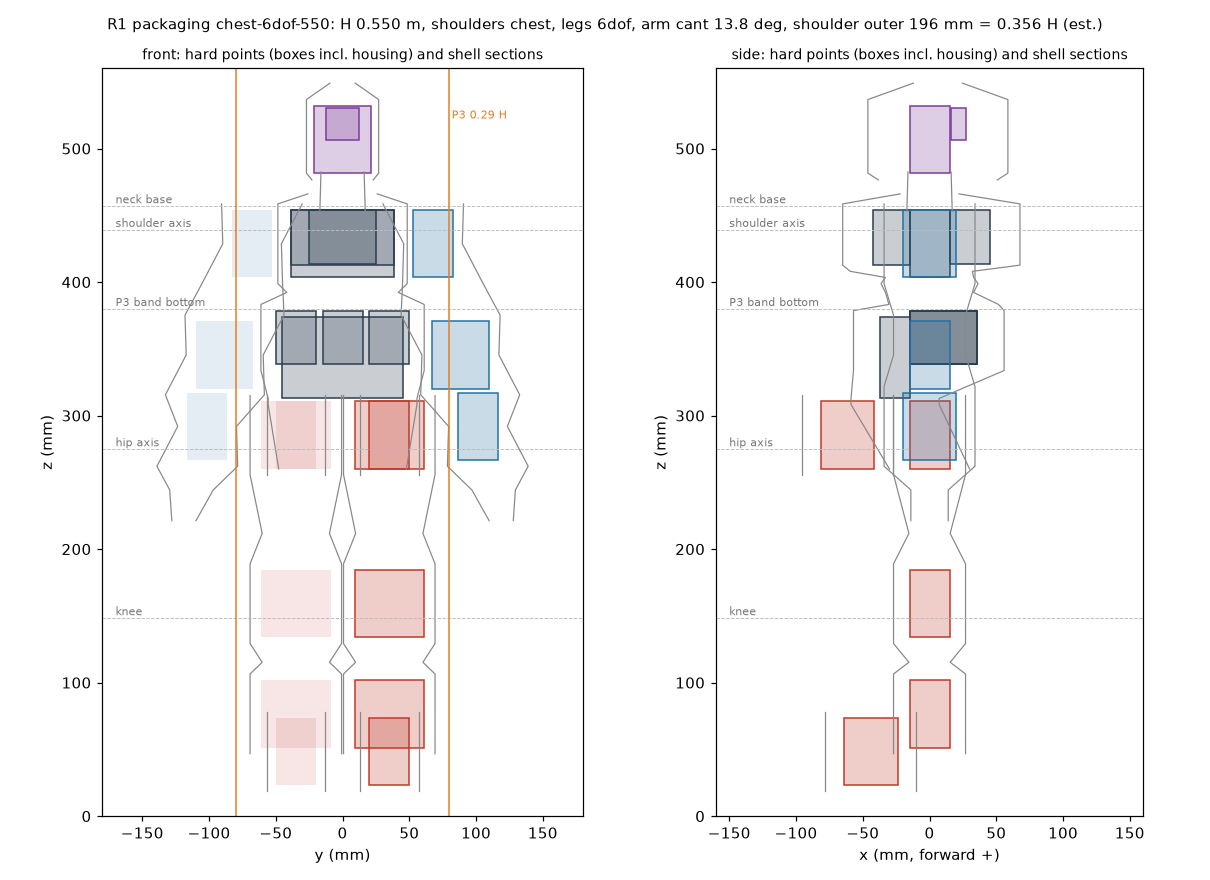 R1 packaging chest-6dof-550: H 0.550 m, shoulders chest, legs 6dof, arm cant 13.8 deg, shoulder outer 196 mm = 0.356 H (est.)
front: hard points (boxes incl. housing) and shell sections
P3 0.29 H
neck base
shoulder axis
P3 band bottom
hip axis
knee
500
400
300
200
100
0
z (mm)
−150
−100
−50
0
50
100
150
y (mm)
side: hard points (boxes incl. housing) and shell sections
neck base
shoulder axis
P3 band bottom
hip axis
knee
500
400
300
200
100
0
z (mm)
−150
−100
−50
0
50
100
150
x (mm, forward +)